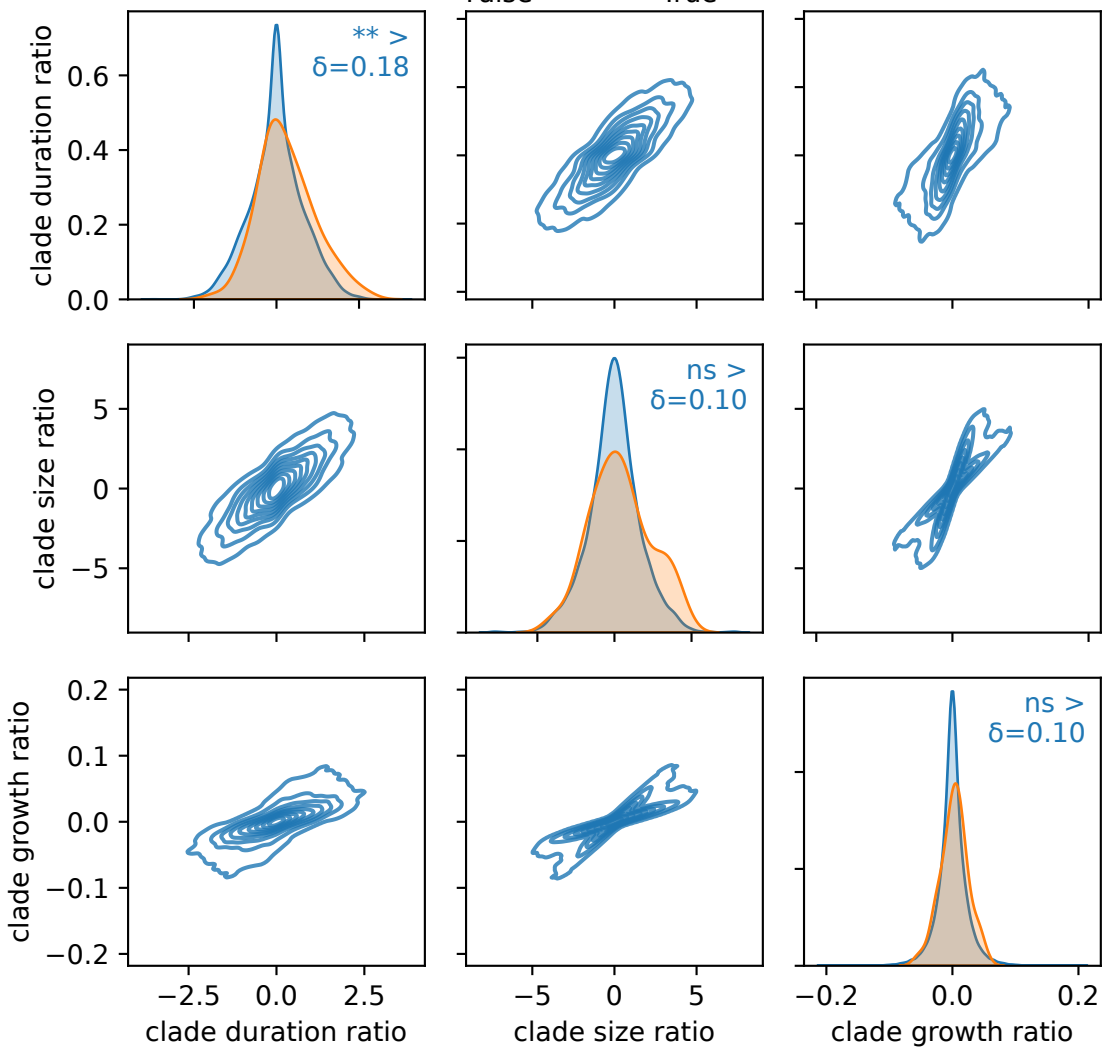 ** >
δ=0.18
clade duration ratio
0.6
0.4
0.2
0.0
ns >
δ=0.10
clade size ratio
5
0
−5
ns >
δ=0.10
clade growth ratio
0.2
0.1
0.0
−0.1
−0.2
−2.5 0.0 2.5
−5 0 5
−0.2 0.0 0.2
clade duration ratio
clade size ratio
clade growth ratio